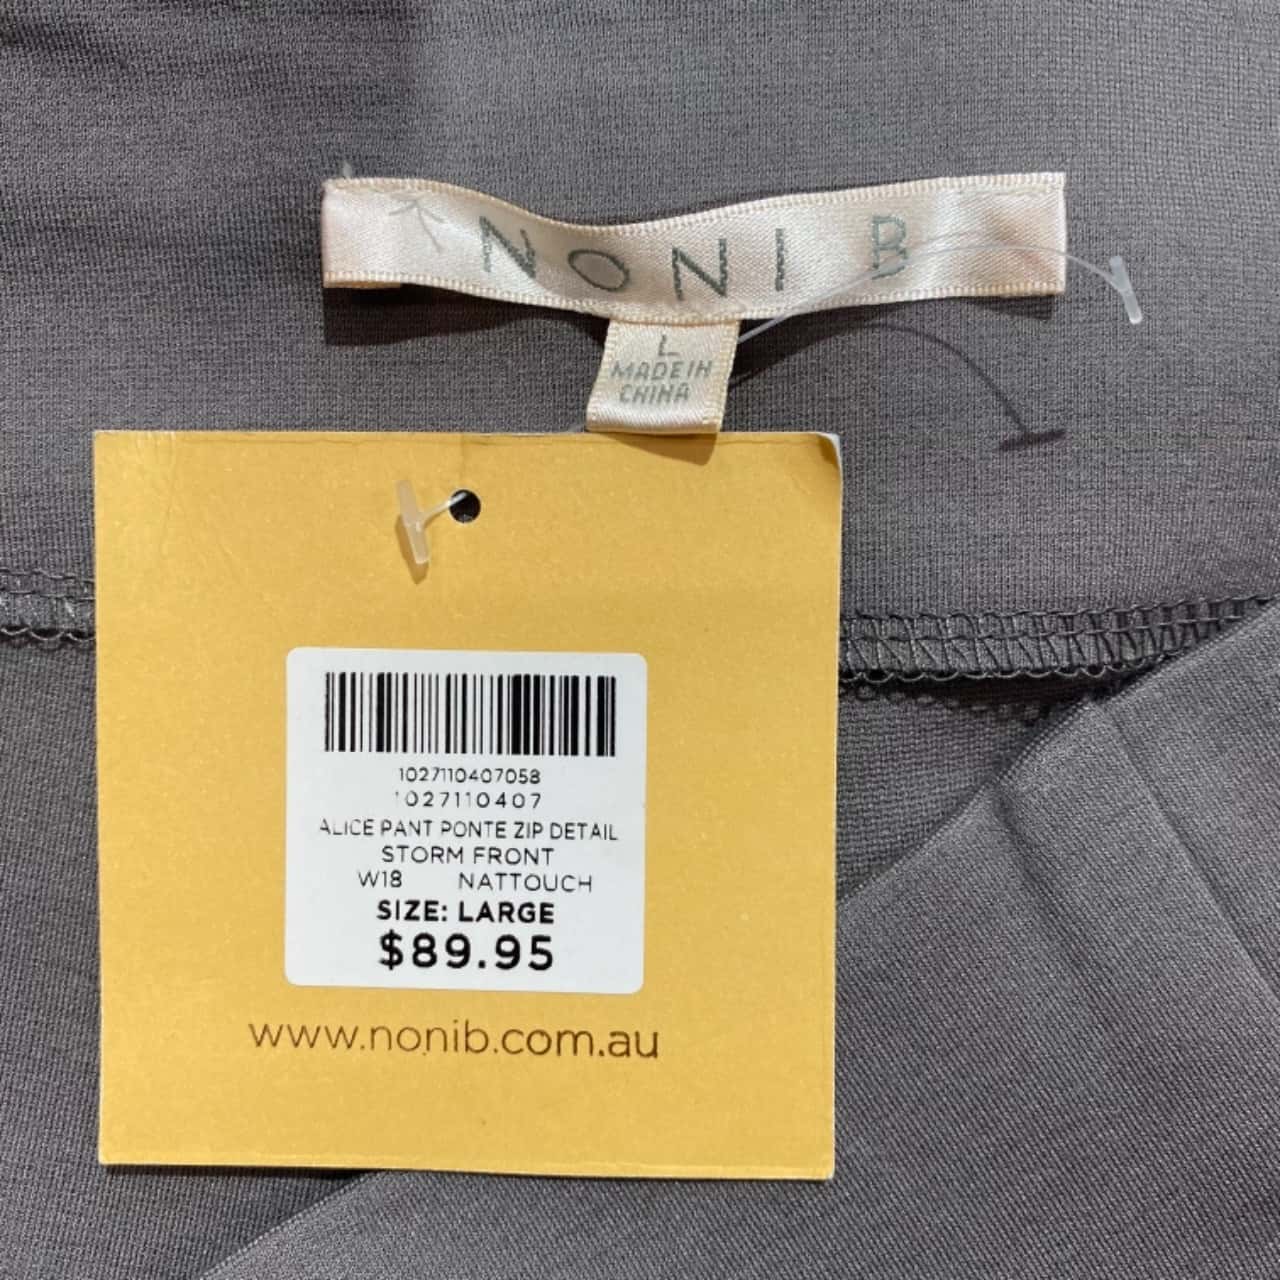 NONI B
L
MADE IN
CHINA
1027110407058
1027110407
ALICE PANT PONTE ZIP DETAIL
STORM FRONT
W18 NATTOUCH
SIZE: LARGE
$89.95
www.nonib.com.au